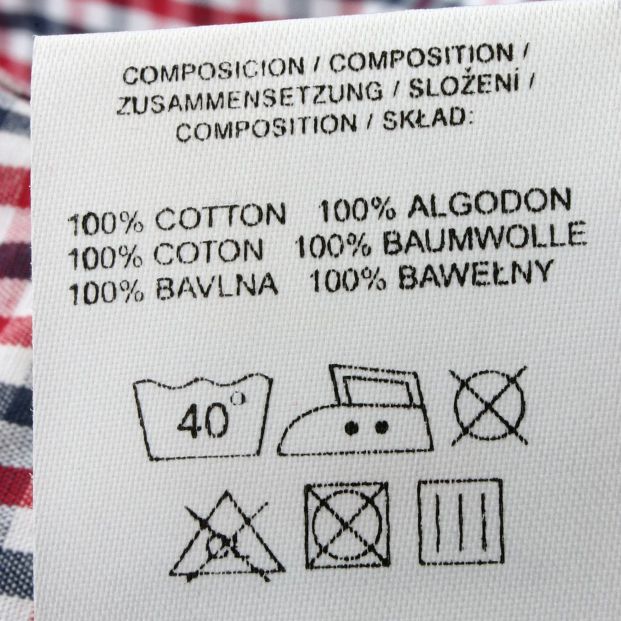 COMPOSICION / COMPOSITION /
ZUSAMMENSETZUNG / SLOŽENÍ /
COMPOSITION / SKŁAD:
100% COTTON 100% ALGODON
100% COTON 100% BAUMWOLLE
100% BAVLNA 100% BAWEŁNY
40°
cl